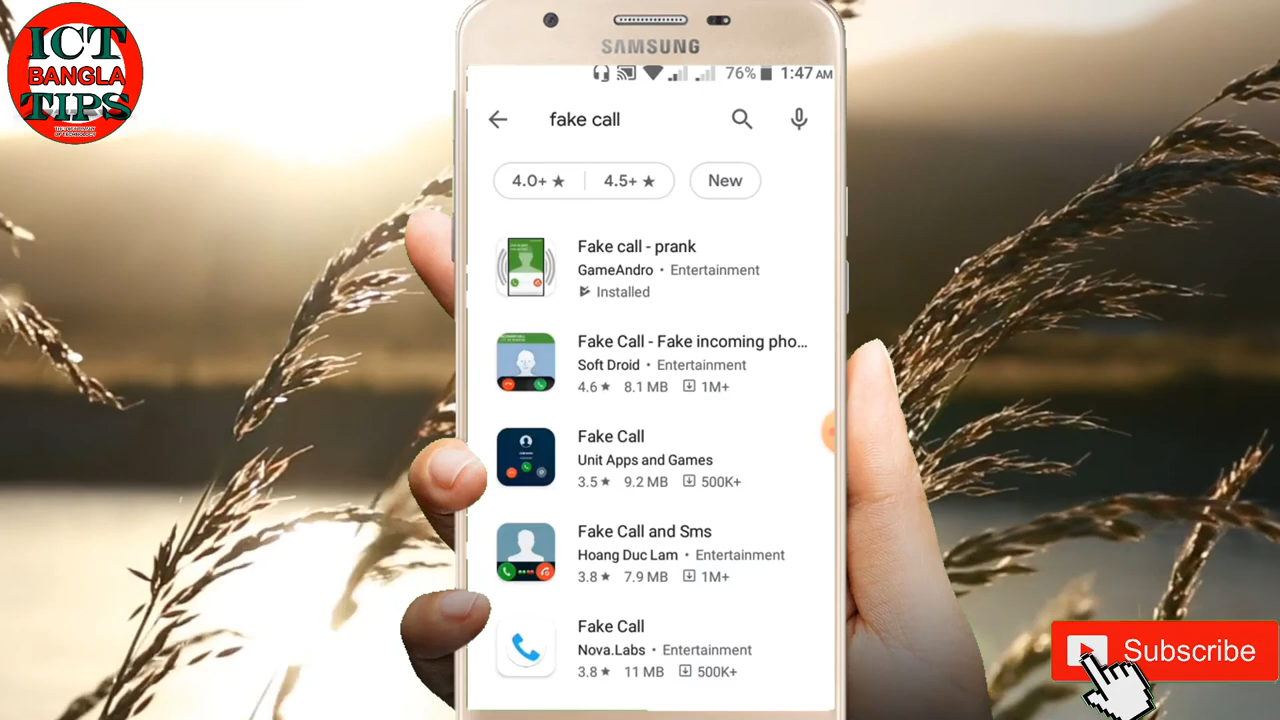 ICT
BANGLA
TIPS
SAMSUNG
76% 1:47 AM
fake call
4.0+ ★ 4.5+ ★ New
Fake call - prank
GameAndro • Entertainment
Installed
Fake Call - Fake incoming pho...
Soft Droid • Entertainment
4.6 ★ 8.1 MB 1M+
Fake Call
Unit Apps and Games
3.5 ★ 9.2 MB 500K+
Fake Call and Sms
Hoang Duc Lam • Entertainment
3.8 ★ 7.9 MB 1M+
Fake Call
Nova.Labs • Entertainment
3.8 ★ 11 MB 500K+
Subscribe